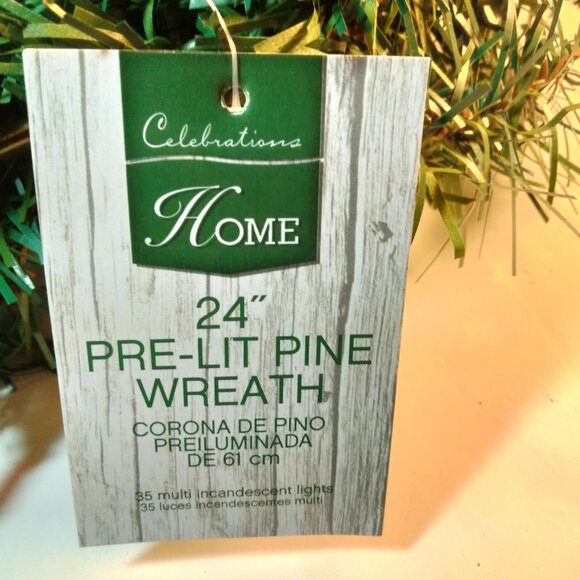 Celebrations
HOME
24"
PRE-LIT PINE
WREATH
CORONA DE PINO
PREILUMINADA
DE 61 cm
35 multi incandescent lights
35 luces incandescentes multi